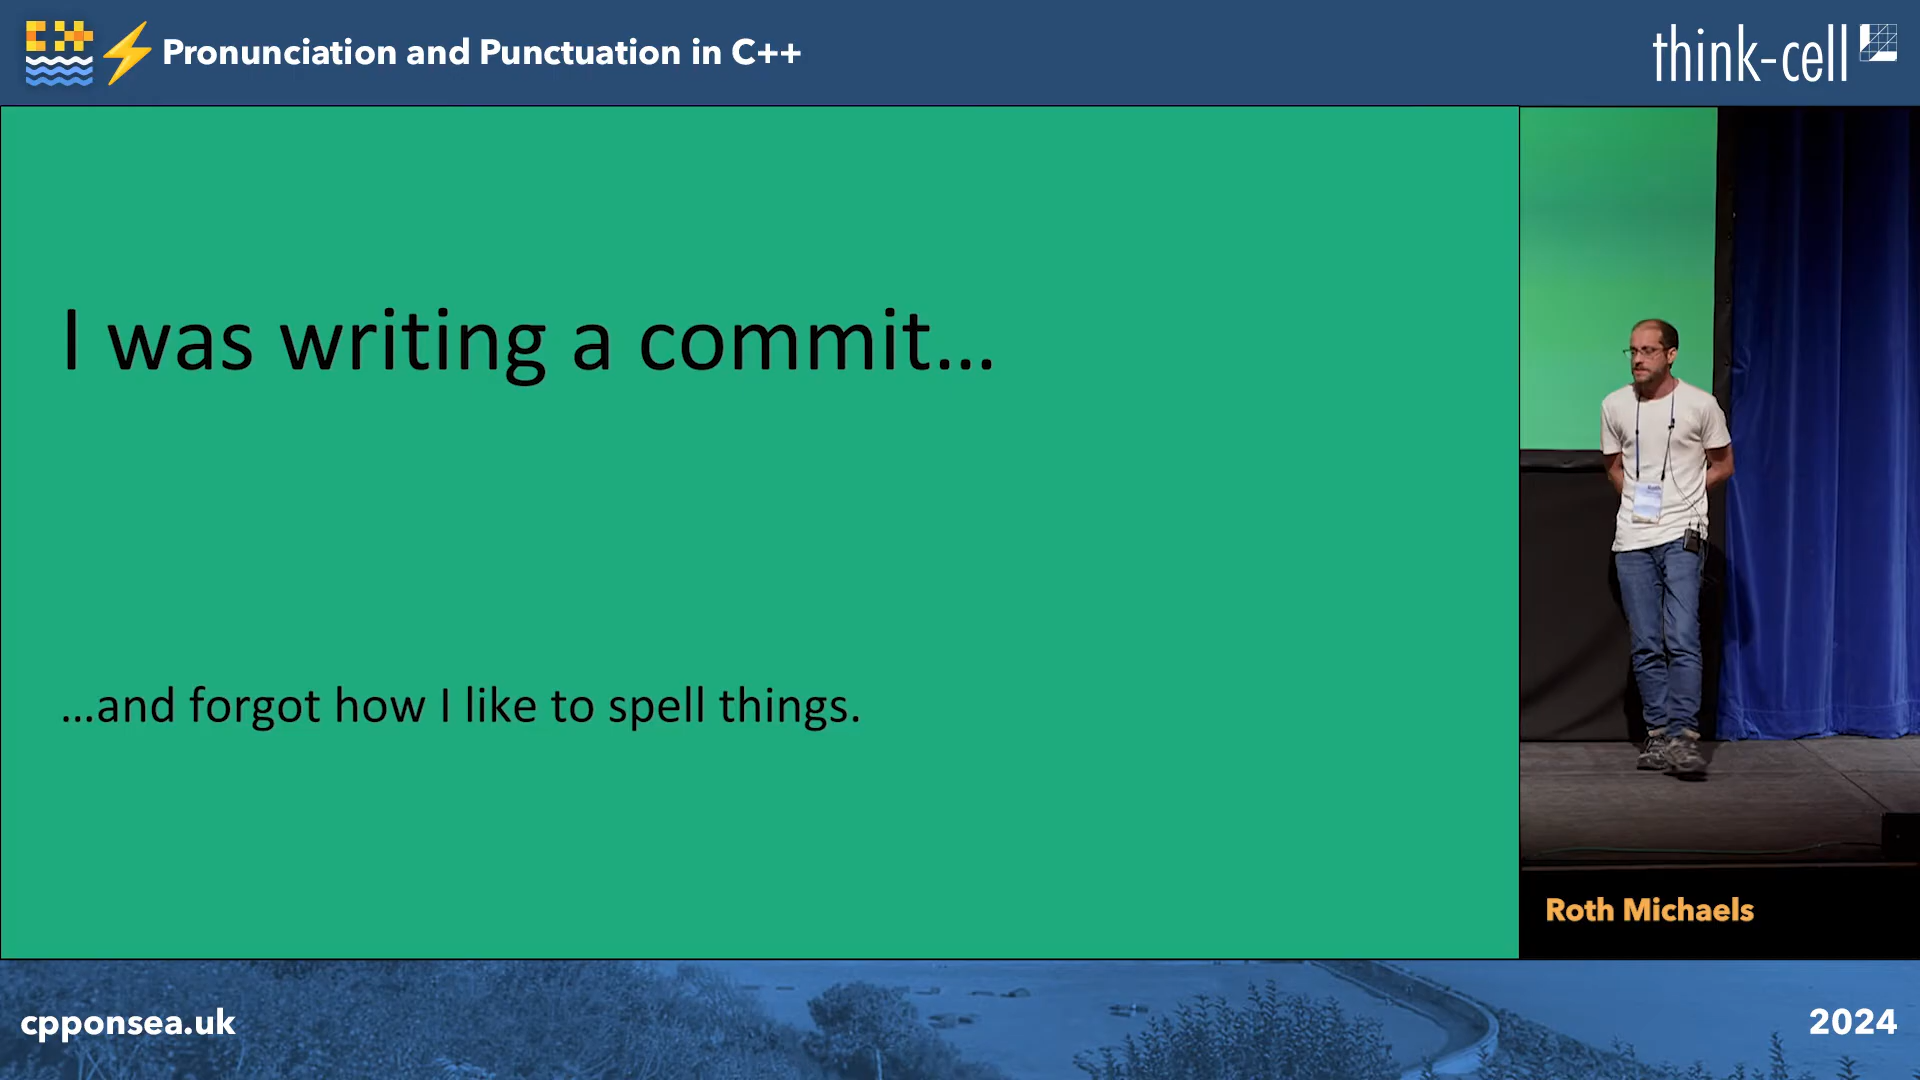 Pronunciation and Punctuation in C++
think-cell
I was writing a commit...
...and forgot how I like to spell things.
Roth Michaels
cpponsea.uk
2024